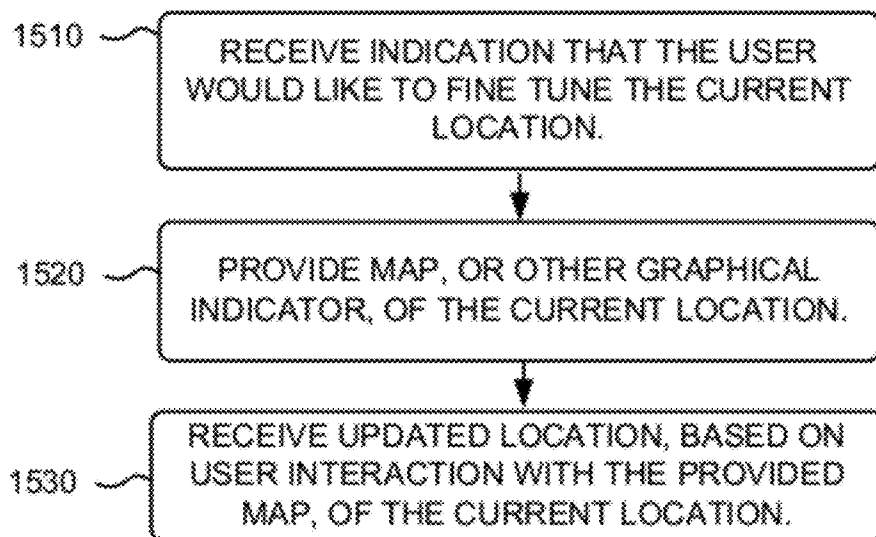 1510
RECEIVE INDICATION THAT THE USER
WOULD LIKE TO FINE TUNE THE CURRENT
LOCATION.
1520
PROVIDE MAP, OR OTHER GRAPHICAL
INDICATOR, OF THE CURRENT LOCATION.
1530
RECEIVE UPDATED LOCATION, BASED ON
USER INTERACTION WITH THE PROVIDED
MAP, OF THE CURRENT LOCATION.